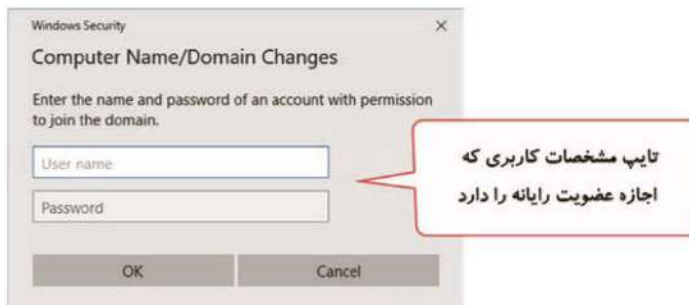 Windows Security
Computer Name/Domain Changes
Enter the name and password of an account with permission
to join the domain.
User name
Password
OK
Cancel
تایپ مشخصات کاربری که
اجازه عضویت رایانه را دارد